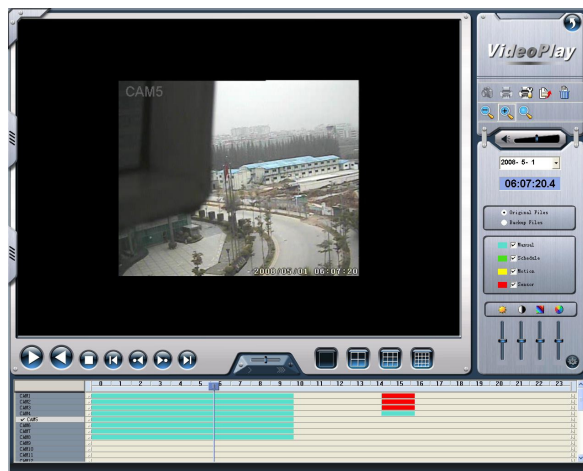 VideoPlay
CAM5
2008- 5- 1
06:07:20.4
Original Files
Backup Files
Manual
Schedule
Motion
Sensor
2008/05/01 06:07:20
0 1 2 3 4 5 6 7 8 9 10 11 12 13 14 15 16 17 18 19 20 21 22 23
CAM1
CAM2
CAM3
CAM4
CAM5
CAM6
CAM7
CAM8
CAM9
CAM10
CAM11
CAM12